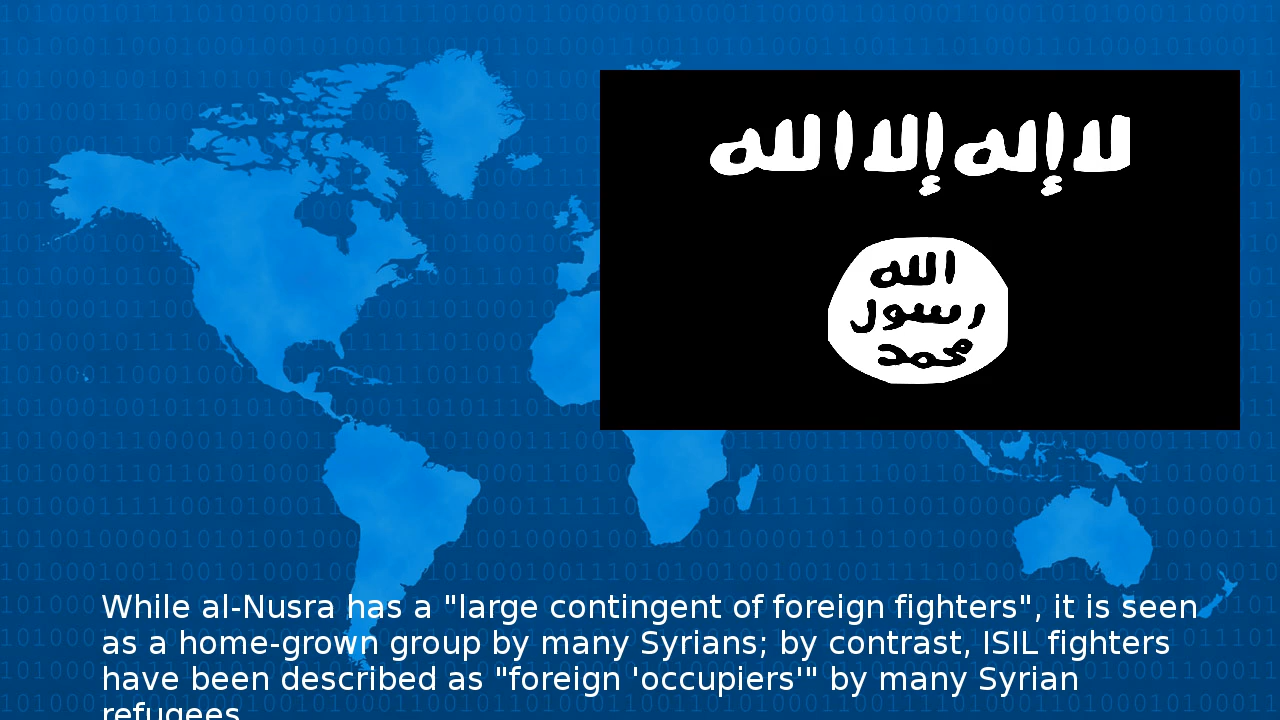 لا إله إلا الله
الله
رسول
محمد
While al-Nusra has a "large contingent of foreign fighters", it is seen
as a home-grown group by many Syrians; by contrast, ISIL fighters
have been described as "foreign 'occupiers'" by many Syrian
refugees